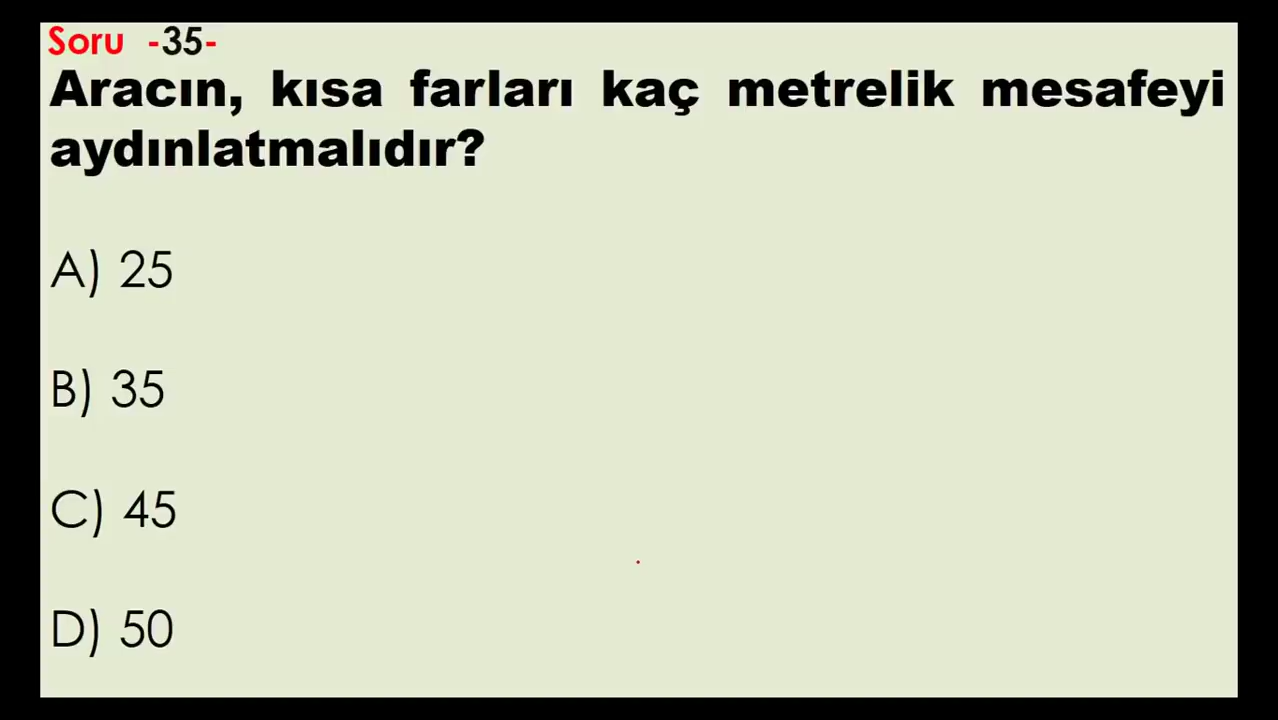 Soru -35-
Aracın, kısa farları kaç metrelik mesafeyi
aydınlatmalıdır?
A) 25
B) 35
C) 45
D) 50